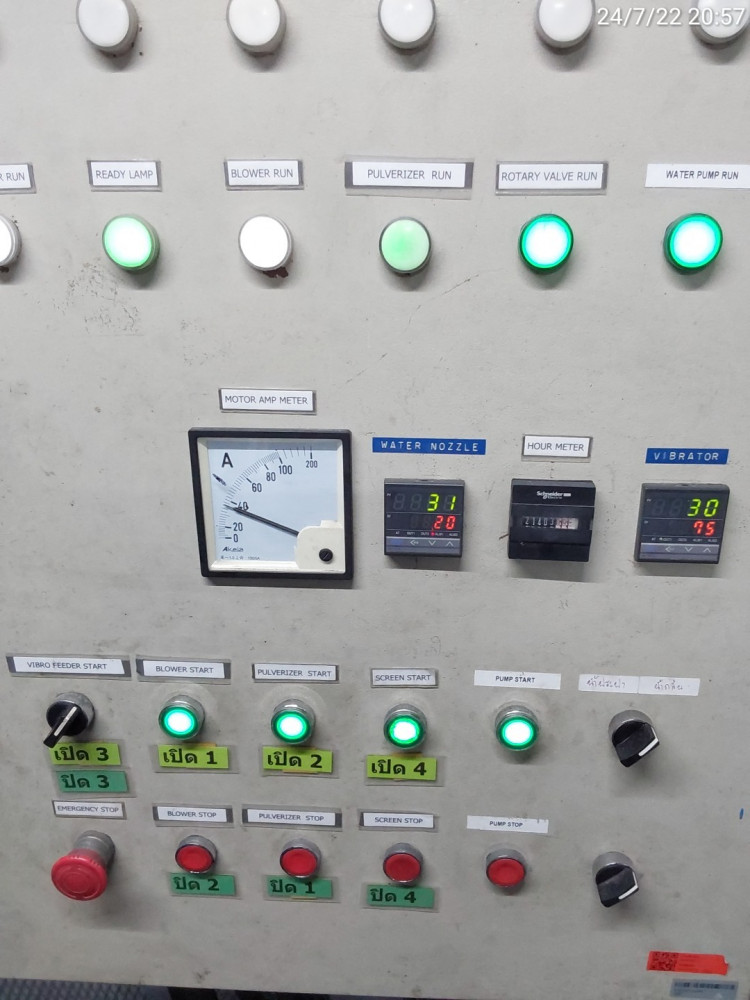 24/7/22 20:57
R RUN
READY LAMP
BLOWER RUN
PULVERIZER RUN
ROTARY VALVE RUN
WATER PUMP RUN
MOTOR AMP METER
WATER NOZZLE
HOUR METER
VIBRATOR
A
0
20
40
60
80
100
200
31
20
Schneider
30
75
VIBRO FEEDER START
BLOWER START
PULVERIZER START
SCREEN START
PUMP START
เปิด 3
เปิด 1
เปิด 2
เปิด 4
ปิด 3
EMERGENCY STOP
BLOWER STOP
PULVERIZER STOP
SCREEN STOP
PUMP STOP
ปิด 2
ปิด 1
ปิด 4